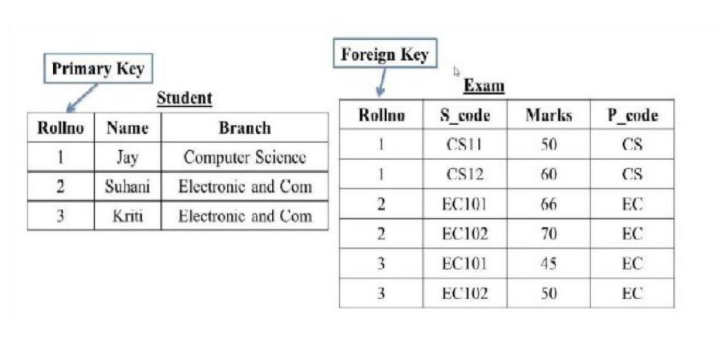 Primary Key
Student
Rollno Name Branch
1 Jay Computer Science
2 Suhani Electronic and Com
3 Kriti Electronic and Com
Foreign Key
Exam
Rollno S_code Marks P_code
1 CS11 50 CS
1 CS12 60 CS
2 EC101 66 EC
2 EC102 70 EC
3 EC101 45 EC
3 EC102 50 EC